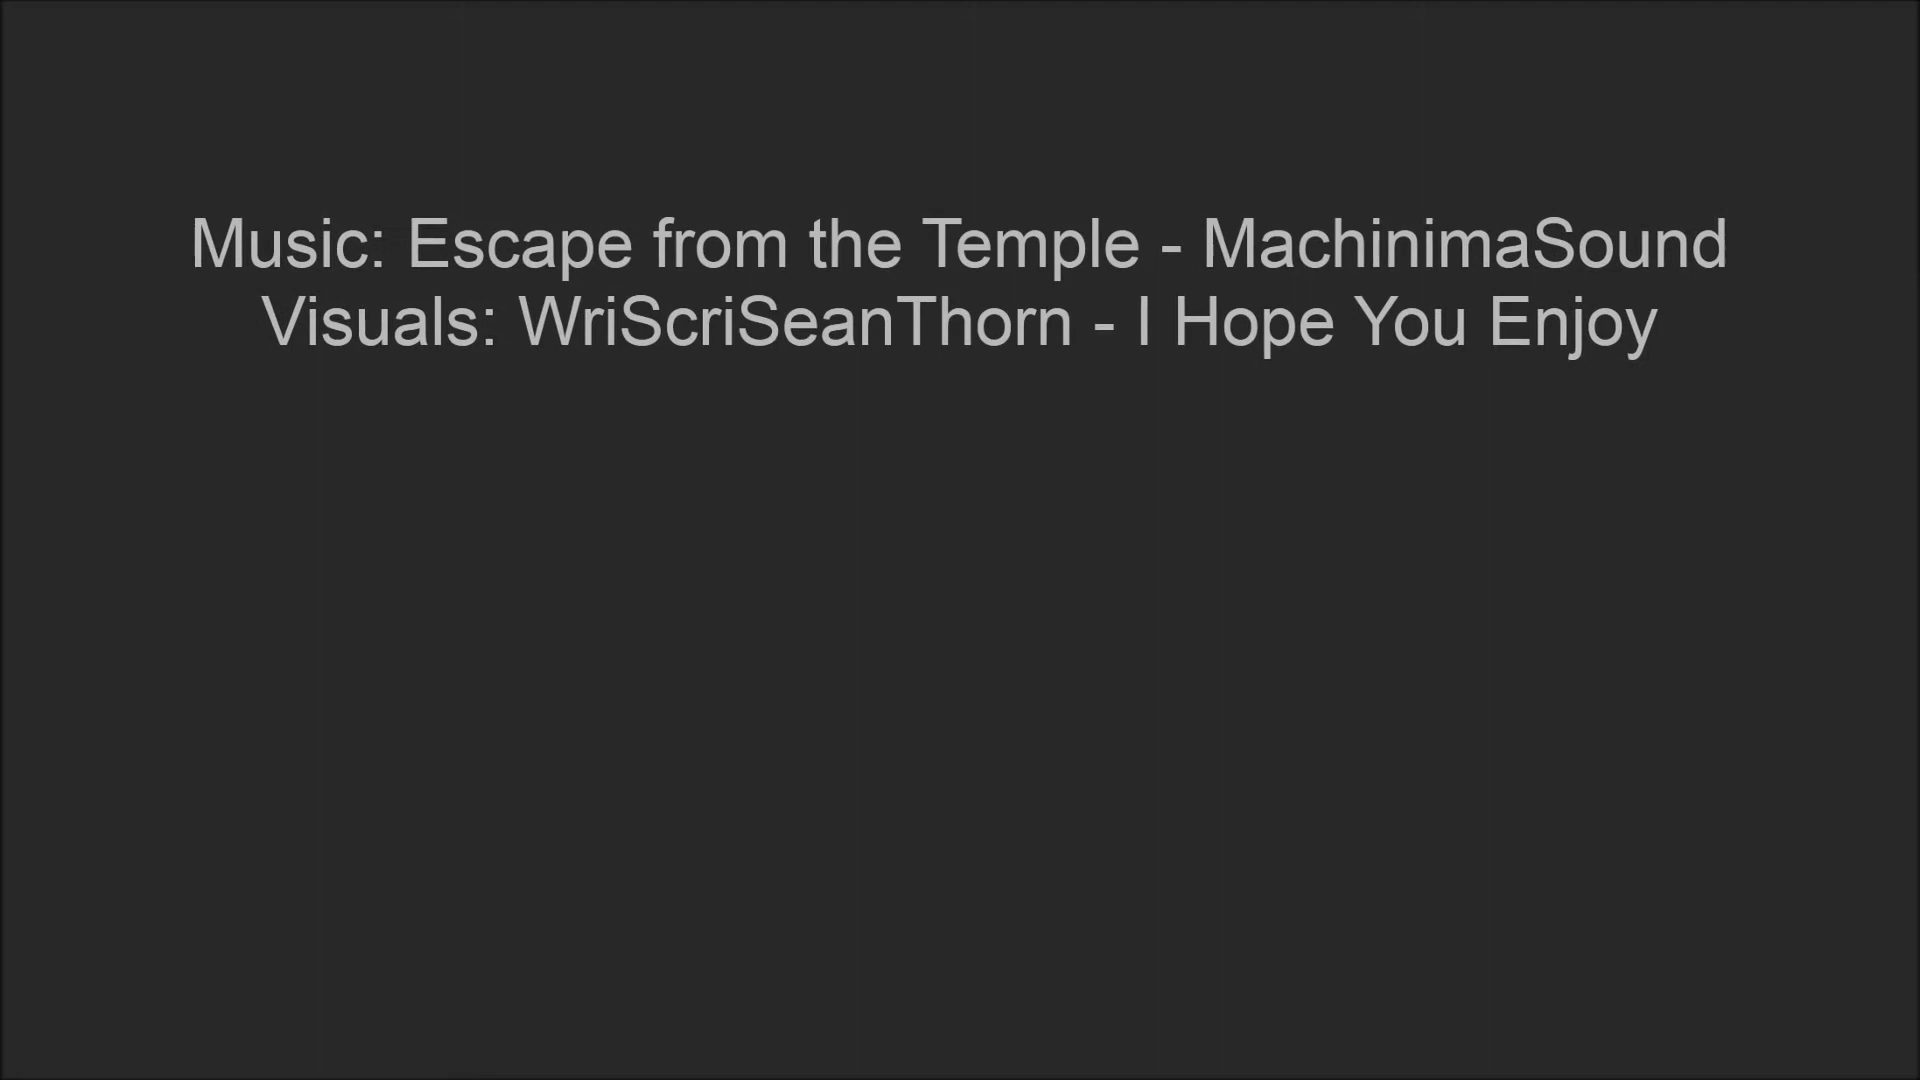 Music: Escape from the Temple - MachinimaSound
Visuals: WriScriSeanThorn - I Hope You Enjoy